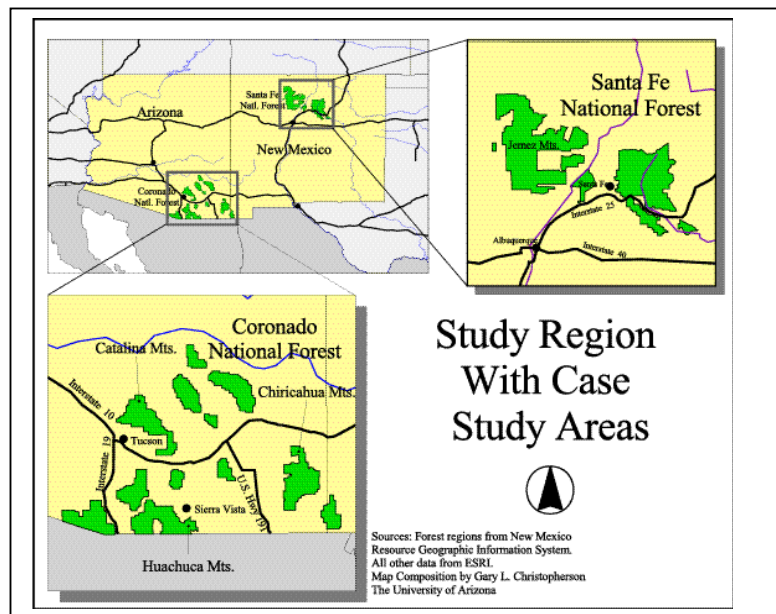 Santa Fe
Natl. Forest
Arizona
New Mexico
Coronado
Natl. Forest
Santa Fe
National Forest
Jemez Mts.
Santa Fe
Interstate 25
Albuquerque
Interstate 40
Coronado
National Forest
Catalina Mts.
Chiricahua Mts.
Interstate 10
Tucson
Interstate 19
U.S. Hwy 191
Sierra Vista
Huachuca Mts.
Study Region
With Case
Study Areas
Sources: Forest regions from New Mexico
Resource Geographic Information System.
All other data from ESRI.
Map Composition by Gary L. Christopherson
The University of Arizona